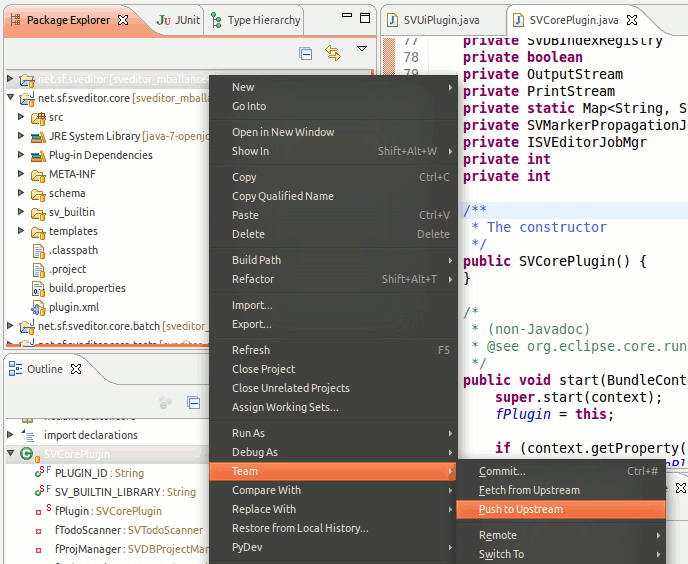 Package Explorer
JUnit
Type Hierarchy
net.sf.sveditor [sveditor_mballance
net.sf.sveditor.core [sveditor_mballa
src
JRE System Library [java-7-openjd
Plug-in Dependencies
META-INF
schema
sv_builtin
templates
.classpath
.project
build.properties
plugin.xml
net.sf.sveditor.core.batch [sveditor_
Outline
import declarations
SVCorePlugin
PLUGIN_ID : String
SV_BUILTIN_LIBRARY : String
fPlugin : SVCorePlugin
fTodoScanner : SVTodoScanner
fProjManager : SVDBProjectMan
New
Go Into
Open in New Window
Show In Shift+Alt+W
Copy Ctrl+C
Copy Qualified Name
Paste Ctrl+V
Delete Delete
Build Path
Refactor Shift+Alt+T
Import...
Export...
Refresh F5
Close Project
Close Unrelated Projects
Assign Working Sets...
Run As
Debug As
Team
Compare With
Replace With
Restore from Local History...
PyDev
Commit... Ctrl+#
Fetch from Upstream
Push to Upstream
Remote
Switch To
SVUiPlugin.java
SVCorePlugin.java
77 private SVDBIndexRegistry
78 private boolean
79 private OutputStream
private PrintStream
private static Map<String, S
private SVMarkerPropagationJ
private ISVEditorJobMgr
private int
private int
/**
* The constructor
*/
public SVCorePlugin() {
}
/*
* (non-Javadoc)
* @see org.eclipse.core.run
*/
public void start(BundleConte
super.start(context);
fPlugin = this;
if (context.getProperty(